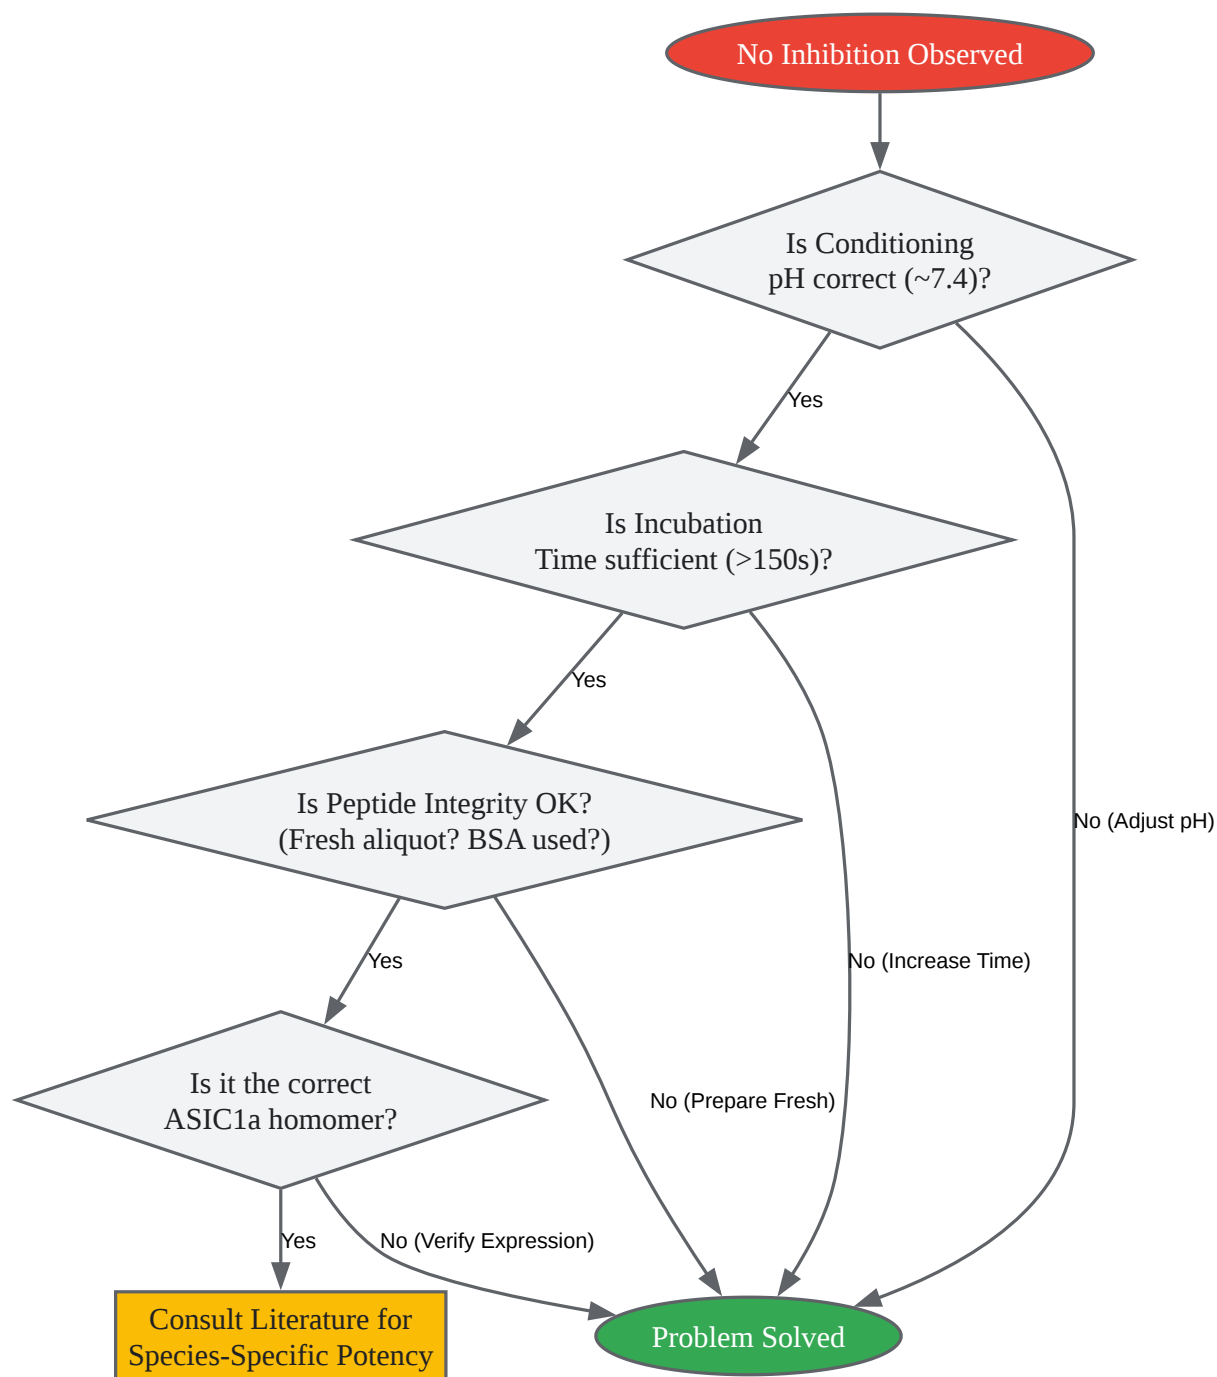 No Inhibition Observed
Is Conditioning
pH correct (~7.4)?
Yes
Is Incubation
Time sufficient (>150s)?
Yes
Is Peptide Integrity OK?
(Fresh aliquot? BSA used?)
No (Adjust pH)
Yes
No (Increase Time)
Is it the correct
ASIC1a homomer?
No (Prepare Fresh)
Yes
No (Verify Expression)
Consult Literature for
Species-Specific Potency
Problem Solved